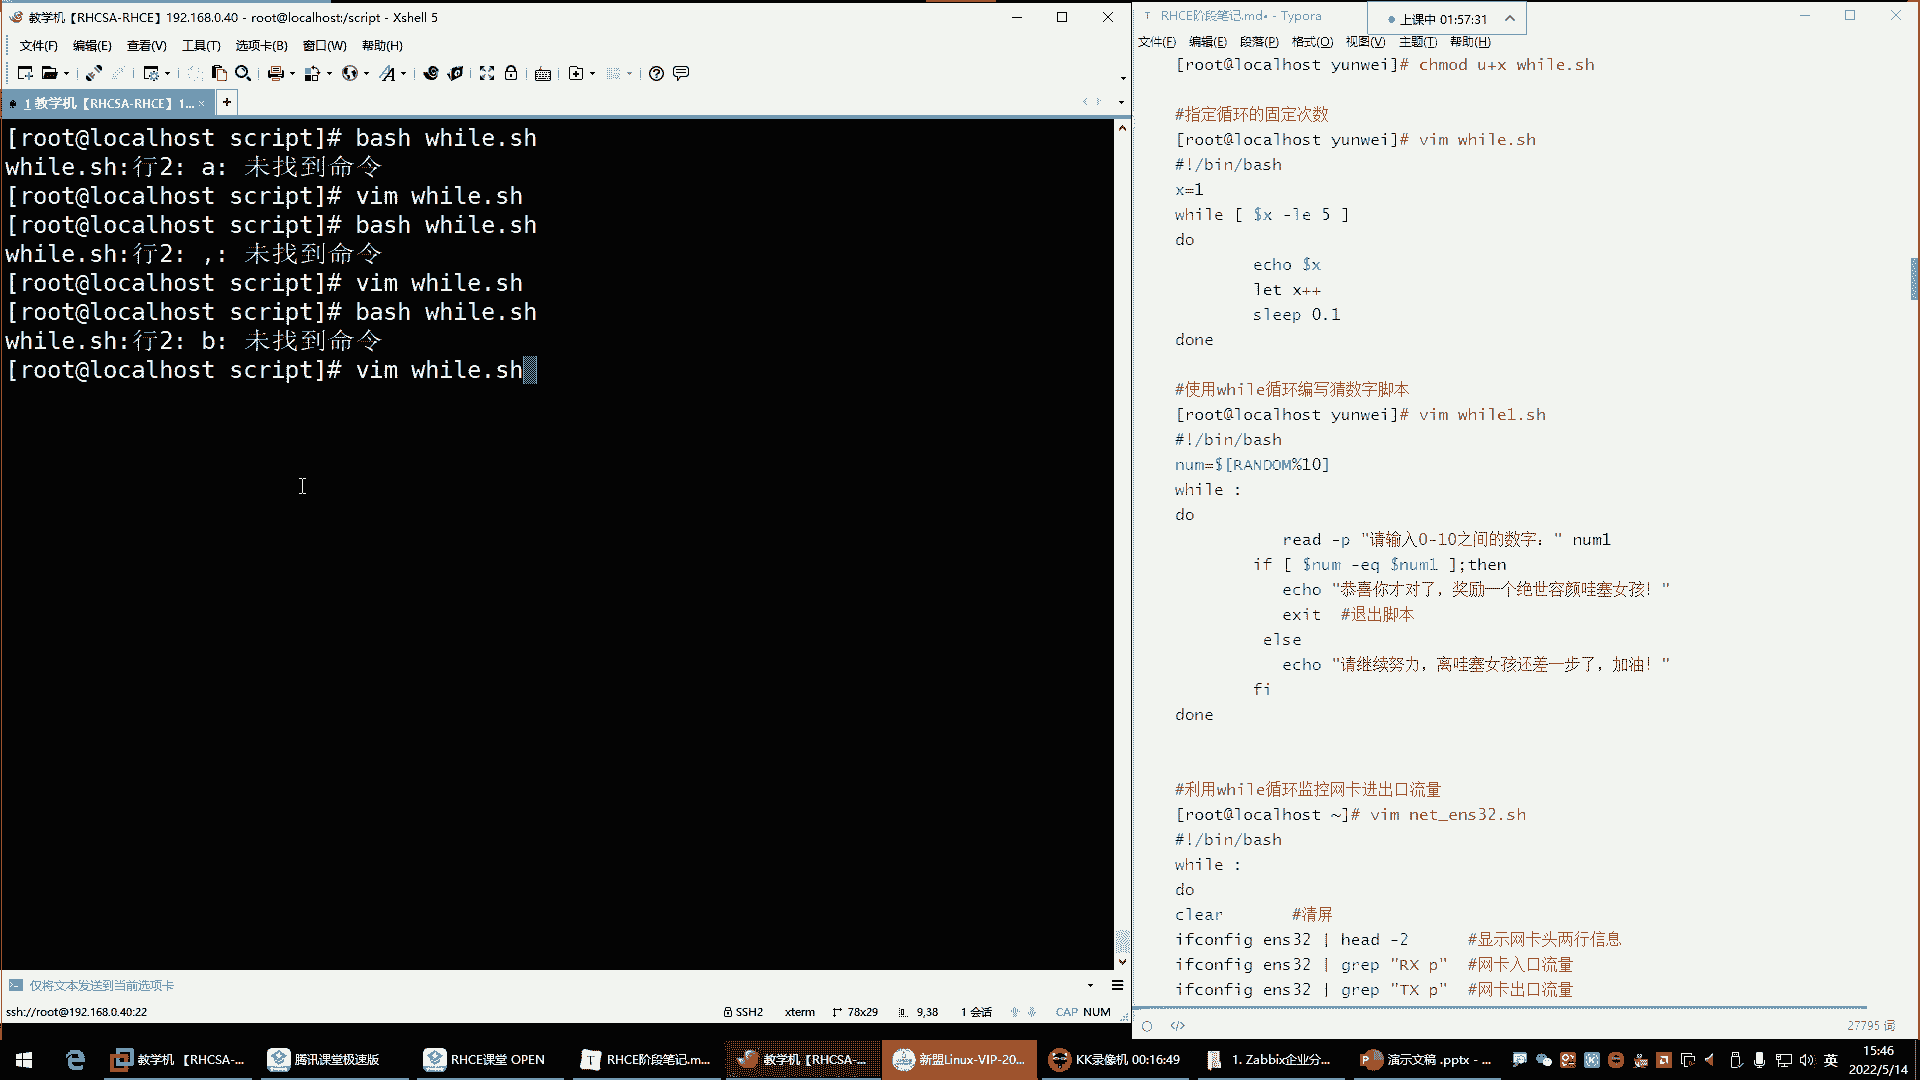 教学机【RHCSA-RHCE】192.168.0.40 - root@localhost:/script - Xshell 5
文件(F) 编辑(E) 查看(V) 工具(T) 选项卡(B) 窗口(W) 帮助(H)
1 教学机【RHCSA-RHCE】1... × +
[root@localhost script]# bash while.sh
while.sh:行2: a: 未找到命令
[root@localhost script]# vim while.sh
[root@localhost script]# bash while.sh
while.sh:行2: ,: 未找到命令
[root@localhost script]# vim while.sh
[root@localhost script]# bash while.sh
while.sh:行2: b: 未找到命令
[root@localhost script]# vim while.sh
仅将文本发送到当前选项卡
ssh://root@192.168.0.40:22 SSH2 xterm 78x29 9,38 1 会话 CAP NUM
RHCE阶段笔记.md• - Typora
上课中 01:57:31
文件(F) 编辑(E) 段落(P) 格式(O) 视图(V) 主题(T) 帮助(H)
[root@localhost yunwei]# chmod u+x while.sh
#指定循环的固定次数
[root@localhost yunwei]# vim while.sh
#!/bin/bash
x=1
while [ $x -le 5 ]
do
echo $x
let x++
sleep 0.1
done
#使用while循环编写猜数字脚本
[root@localhost yunwei]# vim while1.sh
#!/bin/bash
num=$[RANDOM%10]
while :
do
read -p "请输入0-10之间的数字：" num1
if [ $num -eq $num1 ];then
echo "恭喜你才对了，奖励一个绝世容颜哇塞女孩！"
exit #退出脚本
else
echo "请继续努力，离哇塞女孩还差一步了，加油！"
fi
done
#利用while循环监控网卡进出口流量
[root@localhost ~]# vim net_ens32.sh
#!/bin/bash
while :
do
clear #清屏
ifconfig ens32 | head -2 #显示网卡头两行信息
ifconfig ens32 | grep "RX p" #网卡入口流量
ifconfig ens32 | grep "TX p" #网卡出口流量
27795 词
教学机 【RHCSA-... 腾讯课堂极速版 RHCE课堂 OPEN RHCE阶段笔记.m... 教学机【RHCSA-... 新盟Linux-VIP-20... KK录像机 00:16:49 1. Zabbix企业分... 演示文稿 .pptx - ... 英
15:46
2022/5/14